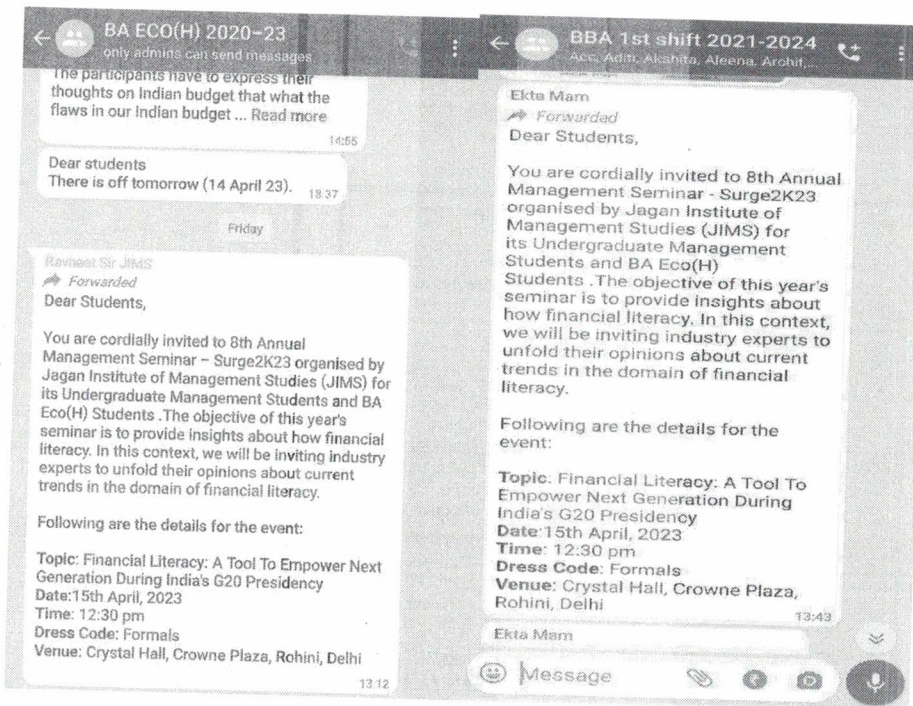 BA ECO(H) 2020-23
only admins can send messages
The participants have to express their
thoughts on Indian budget that what the
flaws in our Indian budget ... Read more
14:55
Dear students
There is off tomorrow (14 April 23).
18:37
Friday
Ravneet Sir JIMS
Forwarded
Dear Students,
You are cordially invited to 8th Annual
Management Seminar – Surge2K23 organised by
Jagan Institute of Management Studies (JIMS) for
its Undergraduate Management Students and BA
Eco(H) Students .The objective of this year's
seminar is to provide insights about how financial
literacy. In this context, we will be inviting industry
experts to unfold their opinions about current
trends in the domain of financial literacy.
Following are the details for the event:
Topic: Financial Literacy: A Tool To Empower Next
Generation During India's G20 Presidency
Date:15th April, 2023
Time: 12:30 pm
Dress Code: Formals
Venue: Crystal Hall, Crowne Plaza, Rohini, Delhi
13:12
BBA 1st shift 2021-2024
Acc, Aditi, Akshita, Aleena, Archit,...
Ekta Mam
Forwarded
Dear Students,
You are cordially invited to 8th Annual
Management Seminar - Surge2K23
organised by Jagan Institute of
Management Studies (JIMS) for
its Undergraduate Management
Students and BA Eco(H)
Students .The objective of this year's
seminar is to provide insights about
how financial literacy. In this context,
we will be inviting industry experts to
unfold their opinions about current
trends in the domain of financial
literacy.
Following are the details for the
event:
Topic: Financial Literacy: A Tool To
Empower Next Generation During
India's G20 Presidency
Date:15th April, 2023
Time: 12:30 pm
Dress Code: Formals
Venue: Crystal Hall, Crowne Plaza,
Rohini, Delhi
13:43
Ekta Mam
Message